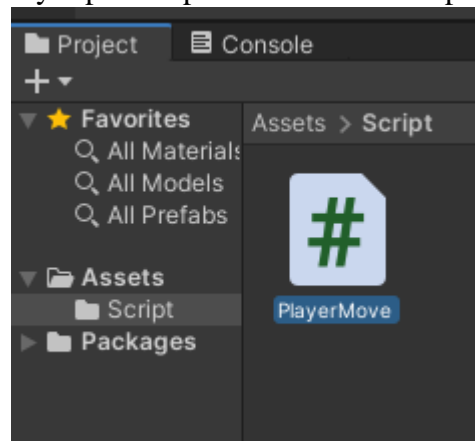 Project
Console
Favorites
All Materials
All Models
All Prefabs
Assets
Script
Packages
Assets > Script
#
PlayerMove